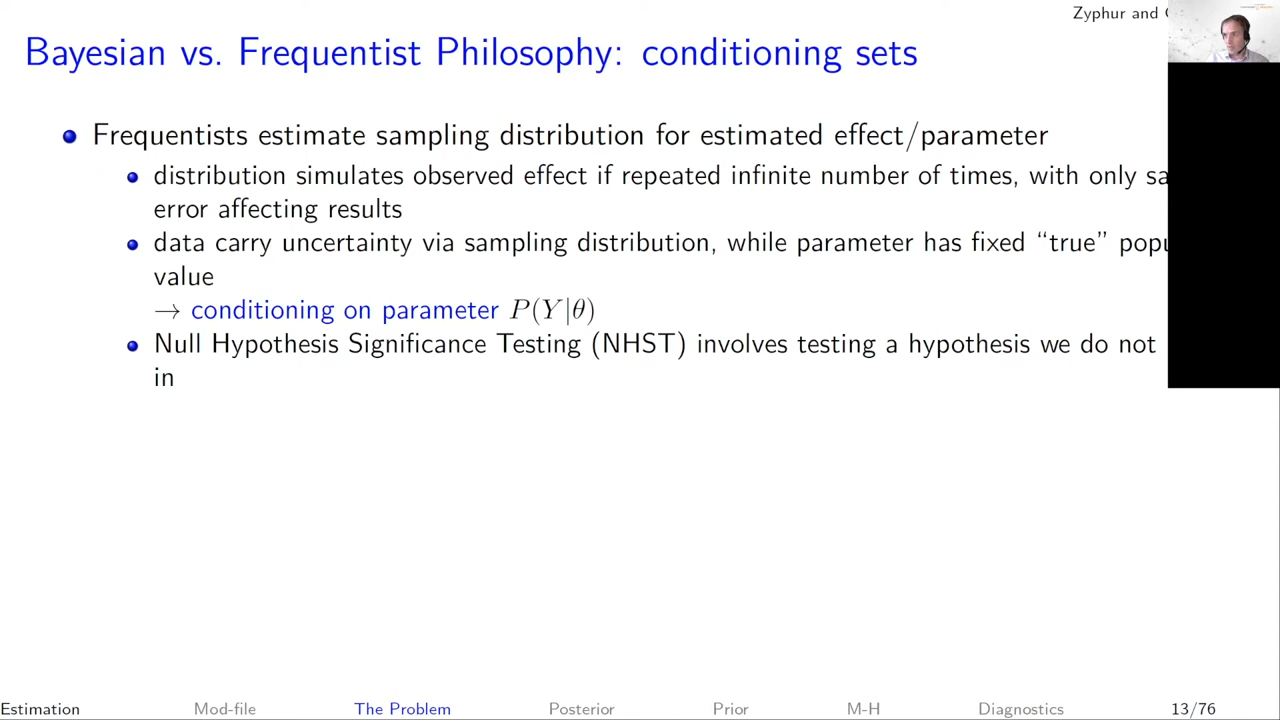 Zyphur and
Bayesian vs. Frequentist Philosophy: conditioning sets
Frequentists estimate sampling distribution for estimated effect/parameter
distribution simulates observed effect if repeated infinite number of times, with only
error affecting results
data carry uncertainty via sampling distribution, while parameter has fixed “true”
value
→ conditioning on parameter P(Y|θ)
Null Hypothesis Significance Testing (NHST) involves testing a hypothesis we do not
in
Estimation Mod-file The Problem Posterior Prior M-H Diagnostics 13/76